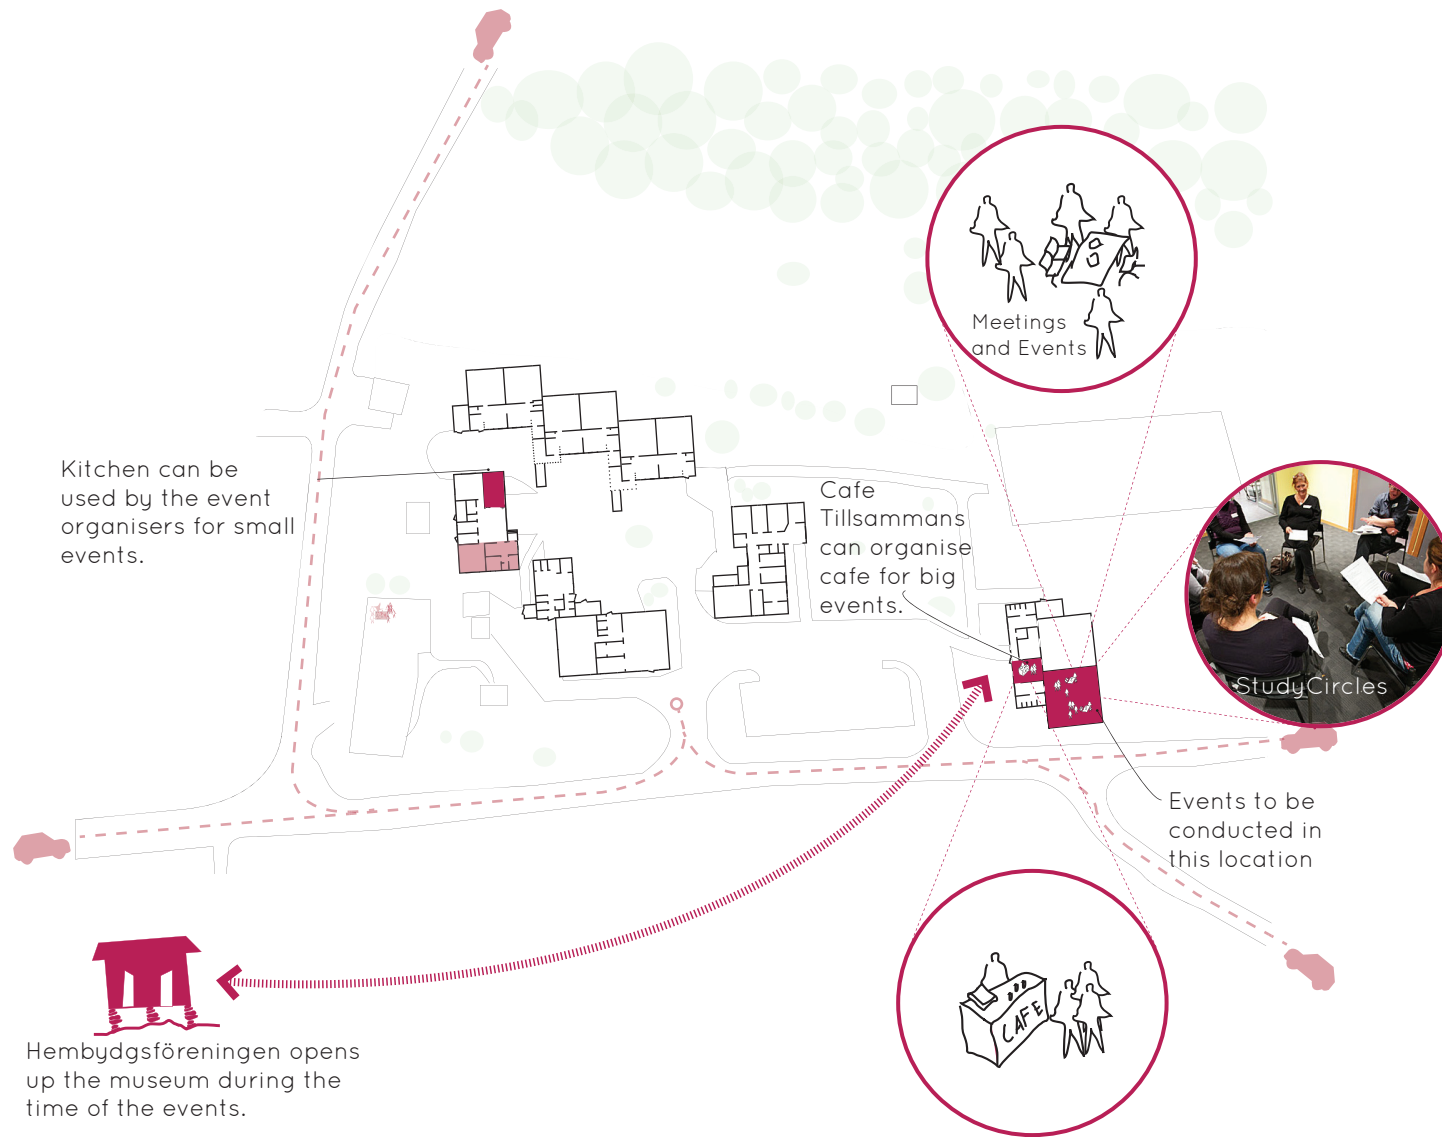 Meetings
and Events
Kitchen can be
used by the event
organisers for small
events.
Cafe
Tillsammans
can organise
cafe for big
events.
StudyCircles
Events to be
conducted in
this location
CAFE
Hembydgsföreningen opens
up the museum during the
time of the events.